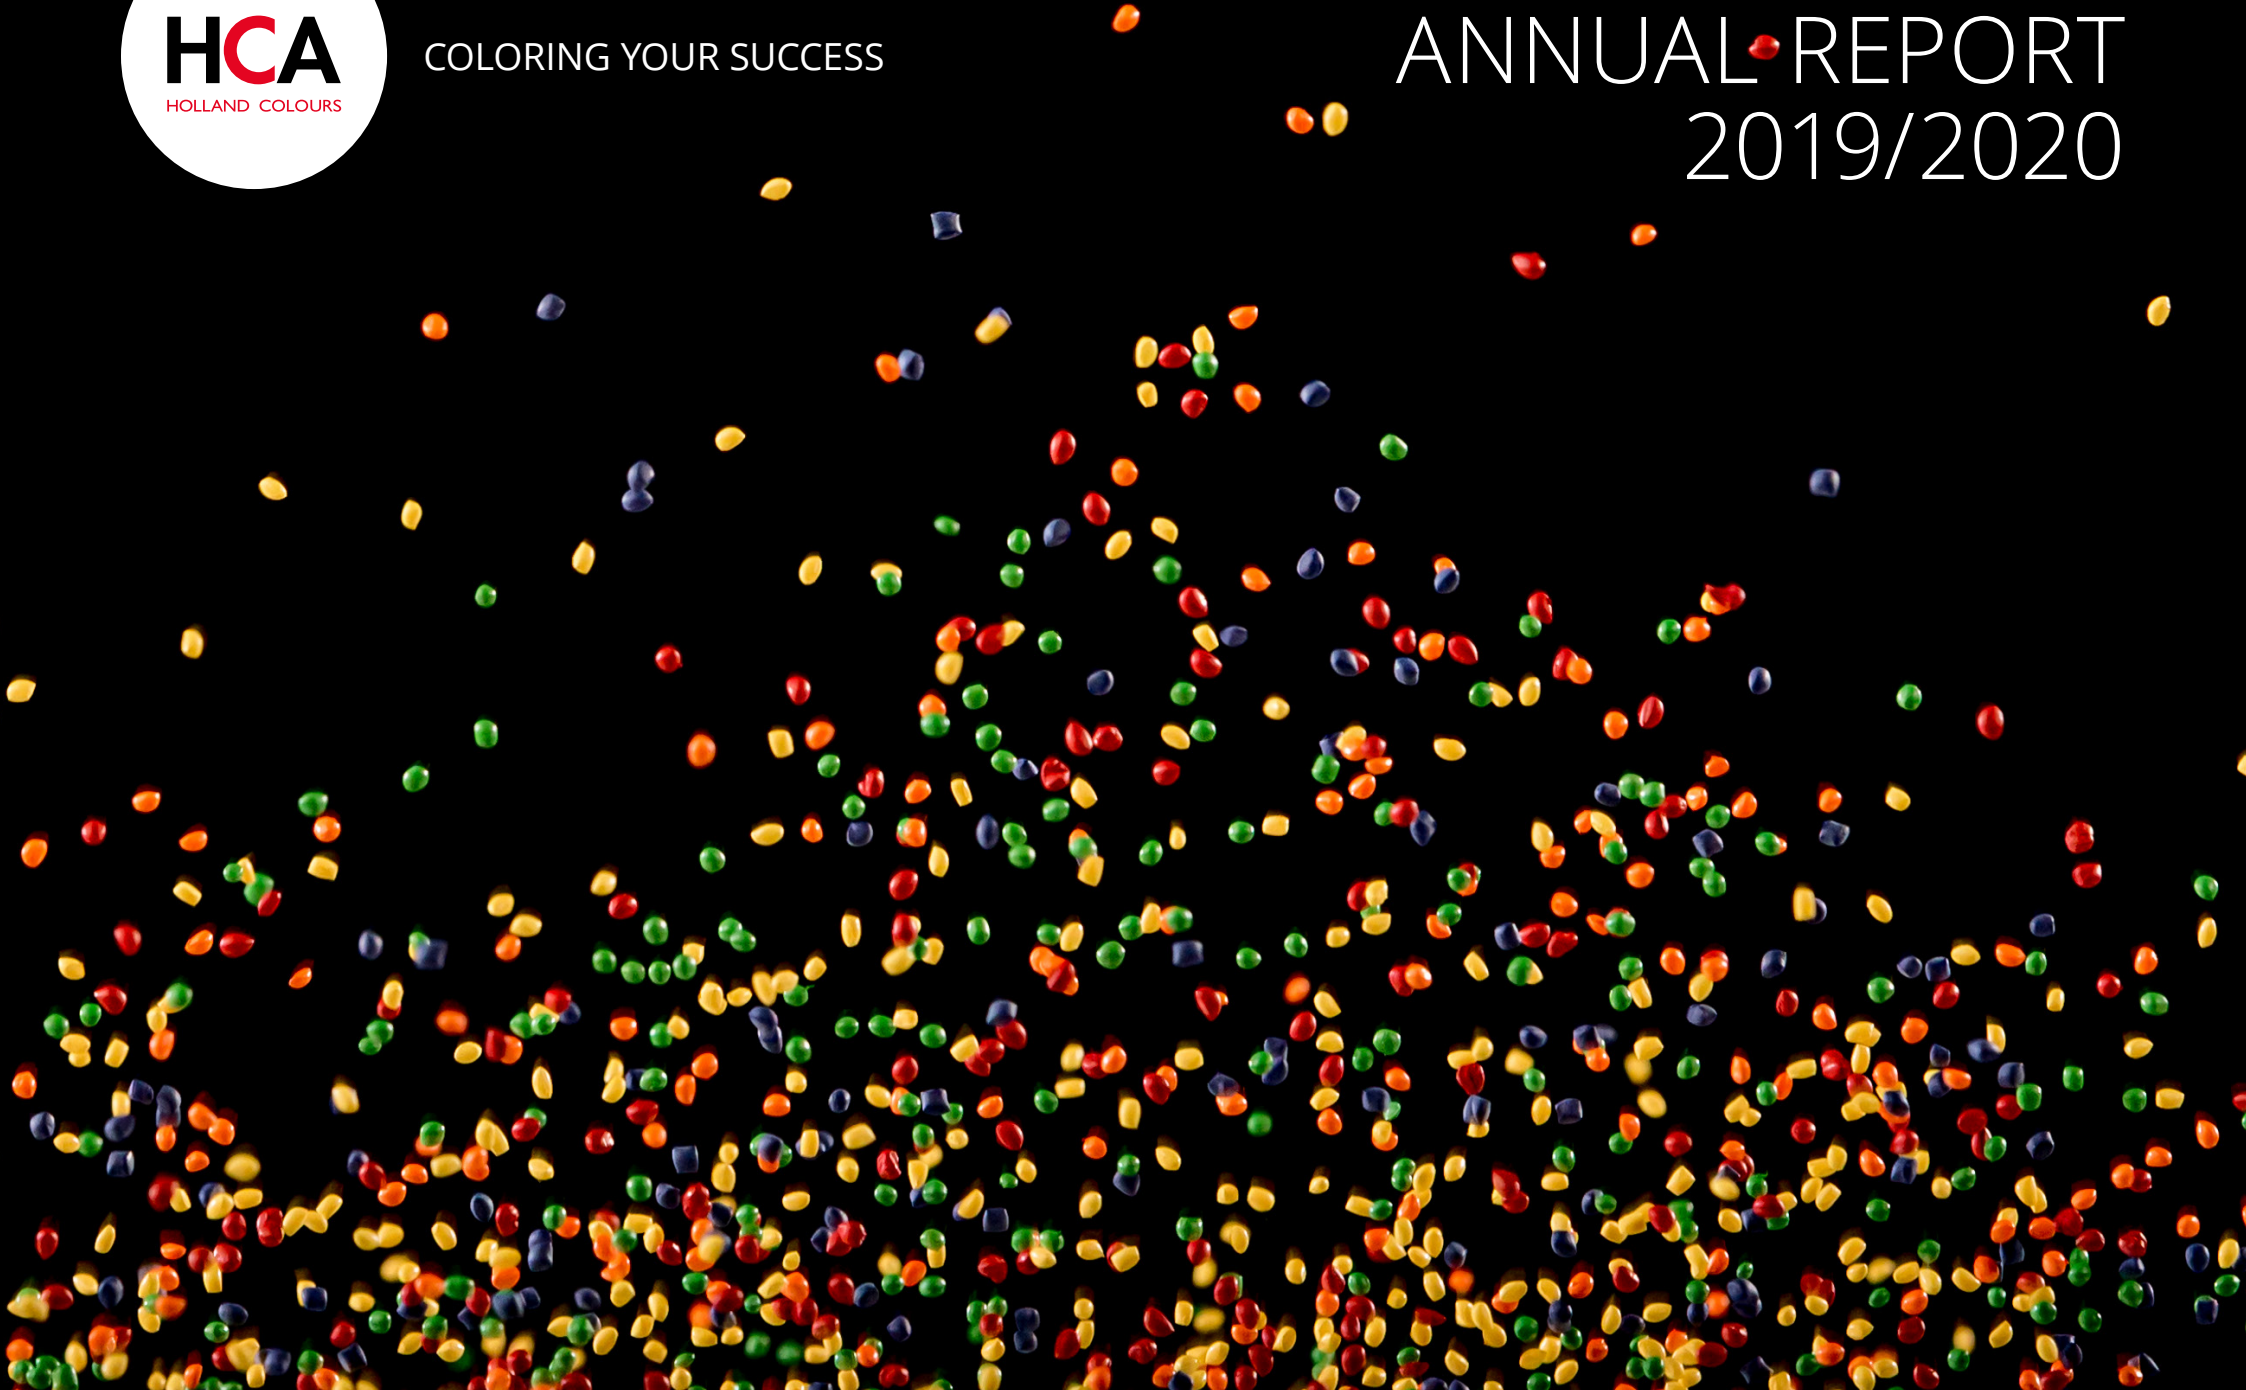 HCA
HOLLAND COLOURS
COLORING YOUR SUCCESS
ANNUAL REPORT
2019/2020